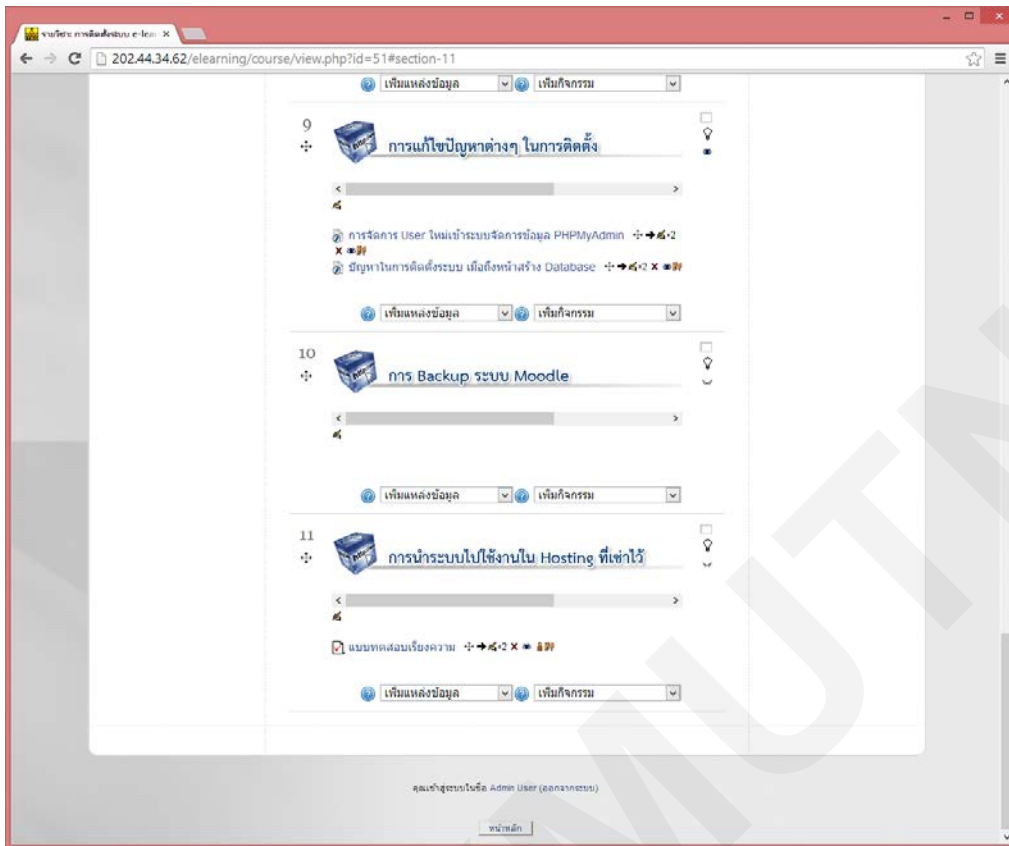 รายวิชา: การติดตั้งระบบ e-lea
202.44.34.62/elearning/course/view.php?id=51#section-11
เพิ่มแหล่งข้อมูล เพิ่มกิจกรรม
9
การแก้ไขปัญหาต่างๆ ในการติดตั้ง
การจัดการ User ใหม่เข้าระบบจัดการข้อมูล PHPMyAdmin 2
ปัญหาในการติดตั้งระบบ เมื่อถึงหน้าสร้าง Database 2
เพิ่มแหล่งข้อมูล เพิ่มกิจกรรม
10
การ Backup ระบบ Moodle
เพิ่มแหล่งข้อมูล เพิ่มกิจกรรม
11
การนำระบบไปใช้งานใน Hosting ที่เช่าไว้
แบบทดสอบเรียงความ 2
เพิ่มแหล่งข้อมูล เพิ่มกิจกรรม
คุณเข้าสู่ระบบในชื่อ Admin User (ออกจากระบบ)
หน้าหลัก